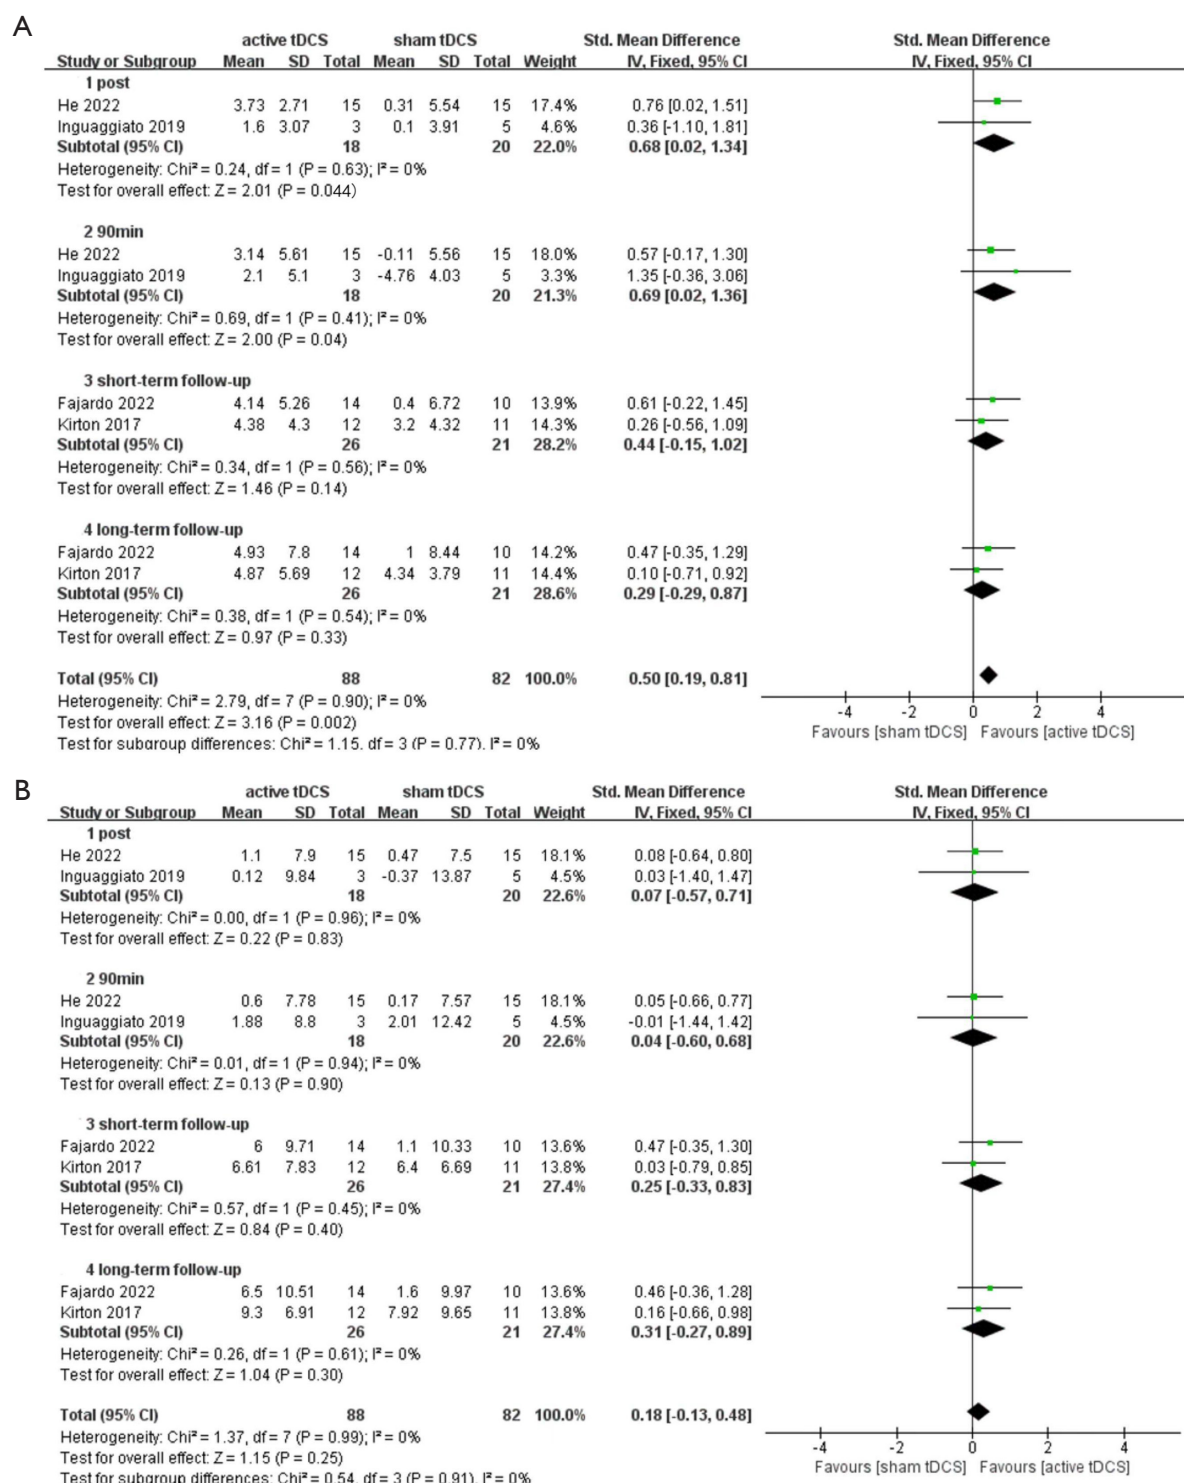 A
active tDCS sham tDCS Std. Mean Difference Std. Mean Difference
Study or Subgroup Mean SD Total Mean SD Total Weight IV, Fixed, 95% CI IV, Fixed, 95% CI
1 post
He 2022 3.73 2.71 15 0.31 5.54 15 17.4% 0.76 [0.02, 1.51]
Inguaggiato 2019 1.6 3.07 3 0.1 3.91 5 4.6% 0.36 [-1.10, 1.81]
Subtotal (95% CI) 18 20 22.0% 0.68 [0.02, 1.34]
Heterogeneity: Chi² = 0.24, df = 1 (P = 0.63); I² = 0%
Test for overall effect: Z = 2.01 (P = 0.044)
2 90min
He 2022 3.14 5.61 15 -0.11 5.56 15 18.0% 0.57 [-0.17, 1.30]
Inguaggiato 2019 2.1 5.1 3 -4.76 4.03 5 3.3% 1.35 [-0.36, 3.06]
Subtotal (95% CI) 18 20 21.3% 0.69 [0.02, 1.36]
Heterogeneity: Chi² = 0.69, df = 1 (P = 0.41); I² = 0%
Test for overall effect: Z = 2.00 (P = 0.04)
3 short-term follow-up
Fajardo 2022 4.14 5.26 14 0.4 6.72 10 13.9% 0.61 [-0.22, 1.45]
Kirton 2017 4.38 4.3 12 3.2 4.32 11 14.3% 0.26 [-0.56, 1.09]
Subtotal (95% CI) 26 21 28.2% 0.44 [-0.15, 1.02]
Heterogeneity: Chi² = 0.34, df = 1 (P = 0.56); I² = 0%
Test for overall effect: Z = 1.46 (P = 0.14)
4 long-term follow-up
Fajardo 2022 4.93 7.8 14 1 8.44 10 14.2% 0.47 [-0.35, 1.29]
Kirton 2017 4.87 5.69 12 4.34 3.79 11 14.4% 0.10 [-0.71, 0.92]
Subtotal (95% CI) 26 21 28.6% 0.29 [-0.29, 0.87]
Heterogeneity: Chi² = 0.38, df = 1 (P = 0.54); I² = 0%
Test for overall effect: Z = 0.97 (P = 0.33)
Total (95% CI) 88 82 100.0% 0.50 [0.19, 0.81]
Heterogeneity: Chi² = 2.79, df = 7 (P = 0.90); I² = 0%
Test for overall effect: Z = 3.16 (P = 0.002)
Test for subgroup differences: Chi² = 1.15. df = 3 (P = 0.77). I² = 0%
-4 -2 0 2 4
Favours [sham tDCS] Favours [active tDCS]
B
active tDCS sham tDCS Std. Mean Difference Std. Mean Difference
Study or Subgroup Mean SD Total Mean SD Total Weight IV, Fixed, 95% CI IV, Fixed, 95% CI
1 post
He 2022 1.1 7.9 15 0.47 7.5 15 18.1% 0.08 [-0.64, 0.80]
Inguaggiato 2019 0.12 9.84 3 -0.37 13.87 5 4.5% 0.03 [-1.40, 1.47]
Subtotal (95% CI) 18 20 22.6% 0.07 [-0.57, 0.71]
Heterogeneity: Chi² = 0.00, df = 1 (P = 0.96); I² = 0%
Test for overall effect: Z = 0.22 (P = 0.83)
2 90min
He 2022 0.6 7.78 15 0.17 7.57 15 18.1% 0.05 [-0.66, 0.77]
Inguaggiato 2019 1.88 8.8 3 2.01 12.42 5 4.5% -0.01 [-1.44, 1.42]
Subtotal (95% CI) 18 20 22.6% 0.04 [-0.60, 0.68]
Heterogeneity: Chi² = 0.01, df = 1 (P = 0.94); I² = 0%
Test for overall effect: Z = 0.13 (P = 0.90)
3 short-term follow-up
Fajardo 2022 6 9.71 14 1.1 10.33 10 13.6% 0.47 [-0.35, 1.30]
Kirton 2017 6.61 7.83 12 6.4 6.69 11 13.8% 0.03 [-0.79, 0.85]
Subtotal (95% CI) 26 21 27.4% 0.25 [-0.33, 0.83]
Heterogeneity: Chi² = 0.57, df = 1 (P = 0.45); I² = 0%
Test for overall effect: Z = 0.84 (P = 0.40)
4 long-term follow-up
Fajardo 2022 6.5 10.51 14 1.6 9.97 10 13.6% 0.46 [-0.36, 1.28]
Kirton 2017 9.3 6.91 12 7.92 9.65 11 13.8% 0.16 [-0.66, 0.98]
Subtotal (95% CI) 26 21 27.4% 0.31 [-0.27, 0.89]
Heterogeneity: Chi² = 0.26, df = 1 (P = 0.61); I² = 0%
Test for overall effect: Z = 1.04 (P = 0.30)
Total (95% CI) 88 82 100.0% 0.18 [-0.13, 0.48]
Heterogeneity: Chi² = 1.37, df = 7 (P = 0.99); I² = 0%
Test for overall effect: Z = 1.15 (P = 0.25)
Test for subgroup differences: Chi² = 0.54. df = 3 (P = 0.91). I² = 0%
-4 -2 0 2 4
Favours [sham tDCS] Favours [active tDCS]